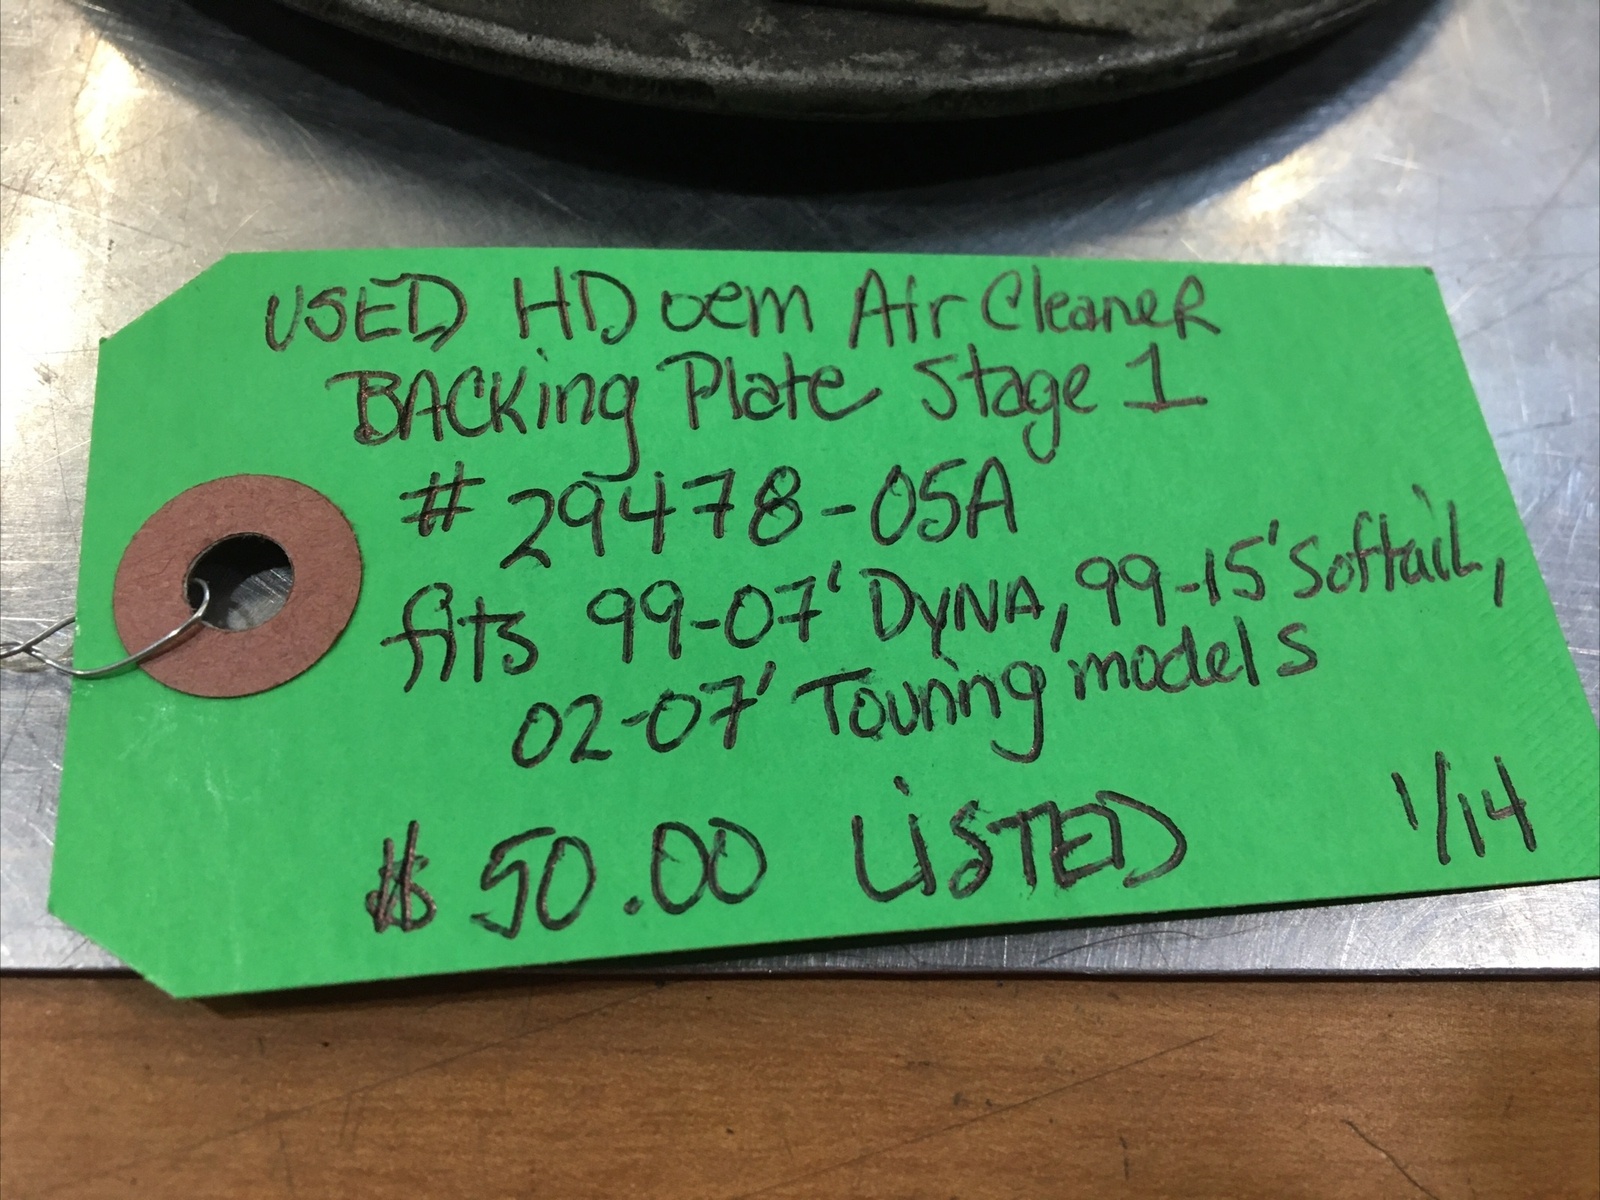 USED HD oem Air Cleaner
BACKing Plate Stage 1
# 29478-05A
fits 99-07' DYNA, 99-15' Softail,
02-07' Touring models
$ 50.00 LiSTED 1/14